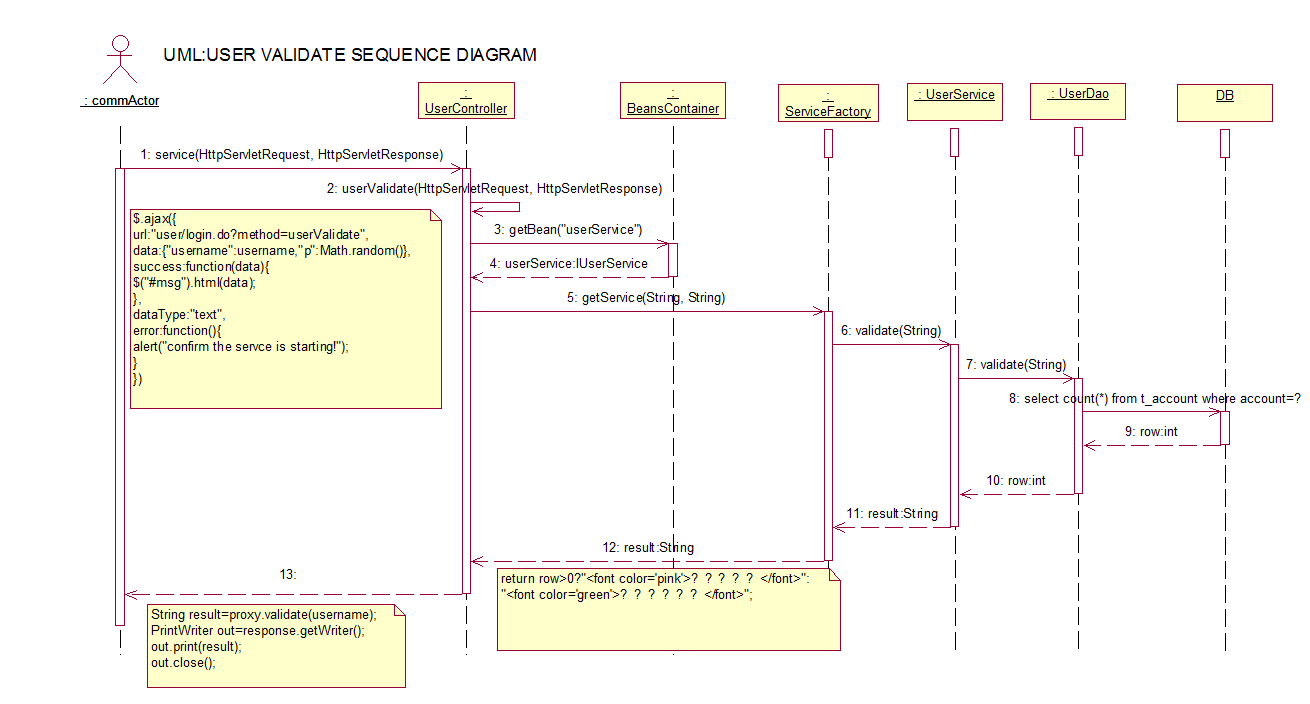 UML:USER VALIDATE SEQUENCE DIAGRAM
: commActor
:
UserController
:
BeansContainer
:
ServiceFactory
: UserService
: UserDao
DB
1: service(HttpServletRequest, HttpServletResponse)
2: userValidate(HttpServletRequest, HttpServletResponse)
$.ajax({
url:"user/login.do?method=userValidate",
data:{"username":username,"p":Math.random()},
success:function(data){
$("#msg").html(data);
},
dataType:"text",
error:function(){
alert("confirm the servce is starting!");
}
})
3: getBean("userService")
4: userService:IUserService
5: getService(String, String)
6: validate(String)
7: validate(String)
8: select count(*) from t_account where account=?
9: row:int
10: row:int
11: result:String
12: result:String
return row>0?"<font color='pink'>? ? ? ? ? </font>":
"<font color='green'>? ? ? ? ? ? </font>";
13:
String result=proxy.validate(username);
PrintWriter out=response.getWriter();
out.print(result);
out.close();